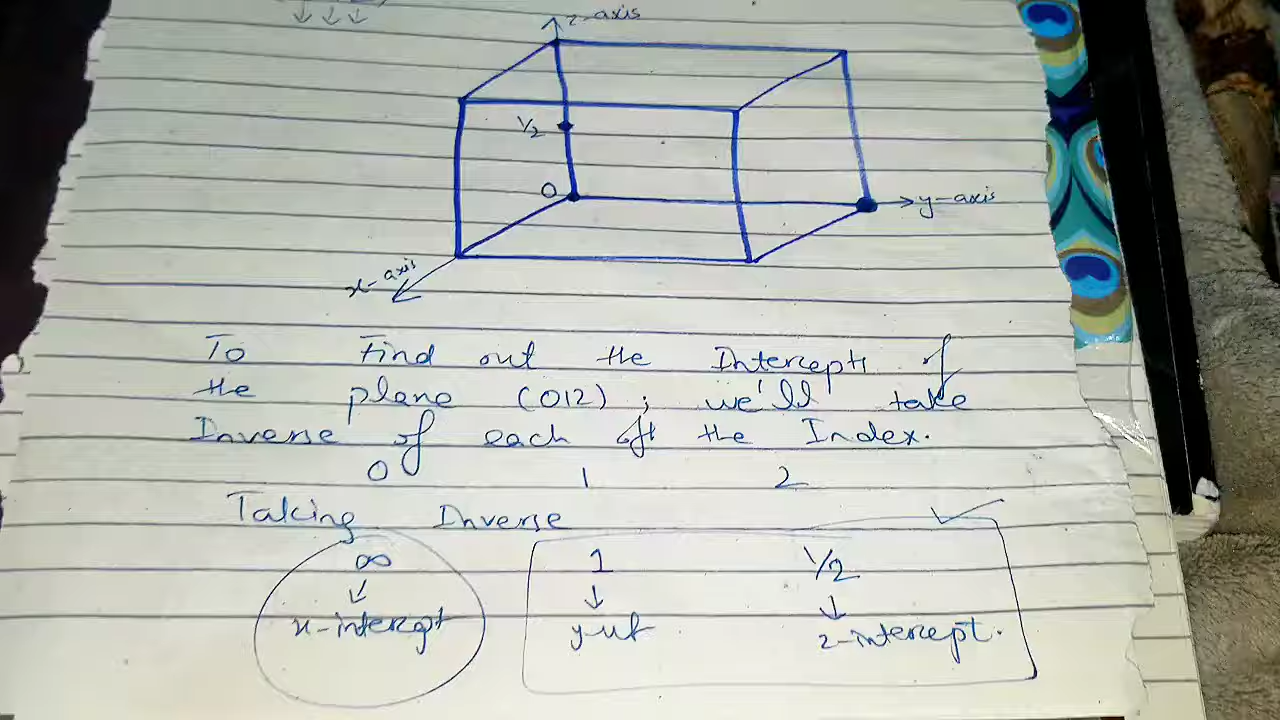 z-axis
1/2
0
y-axis
x-axis
To Find out the Intercepts of
the plane (012) ; we'll take
Inverse of each of the Index.
0 1 2
Taking Inverse
∞ 1 1/2
↓ ↓ ↓
x-intercept z-intercept.